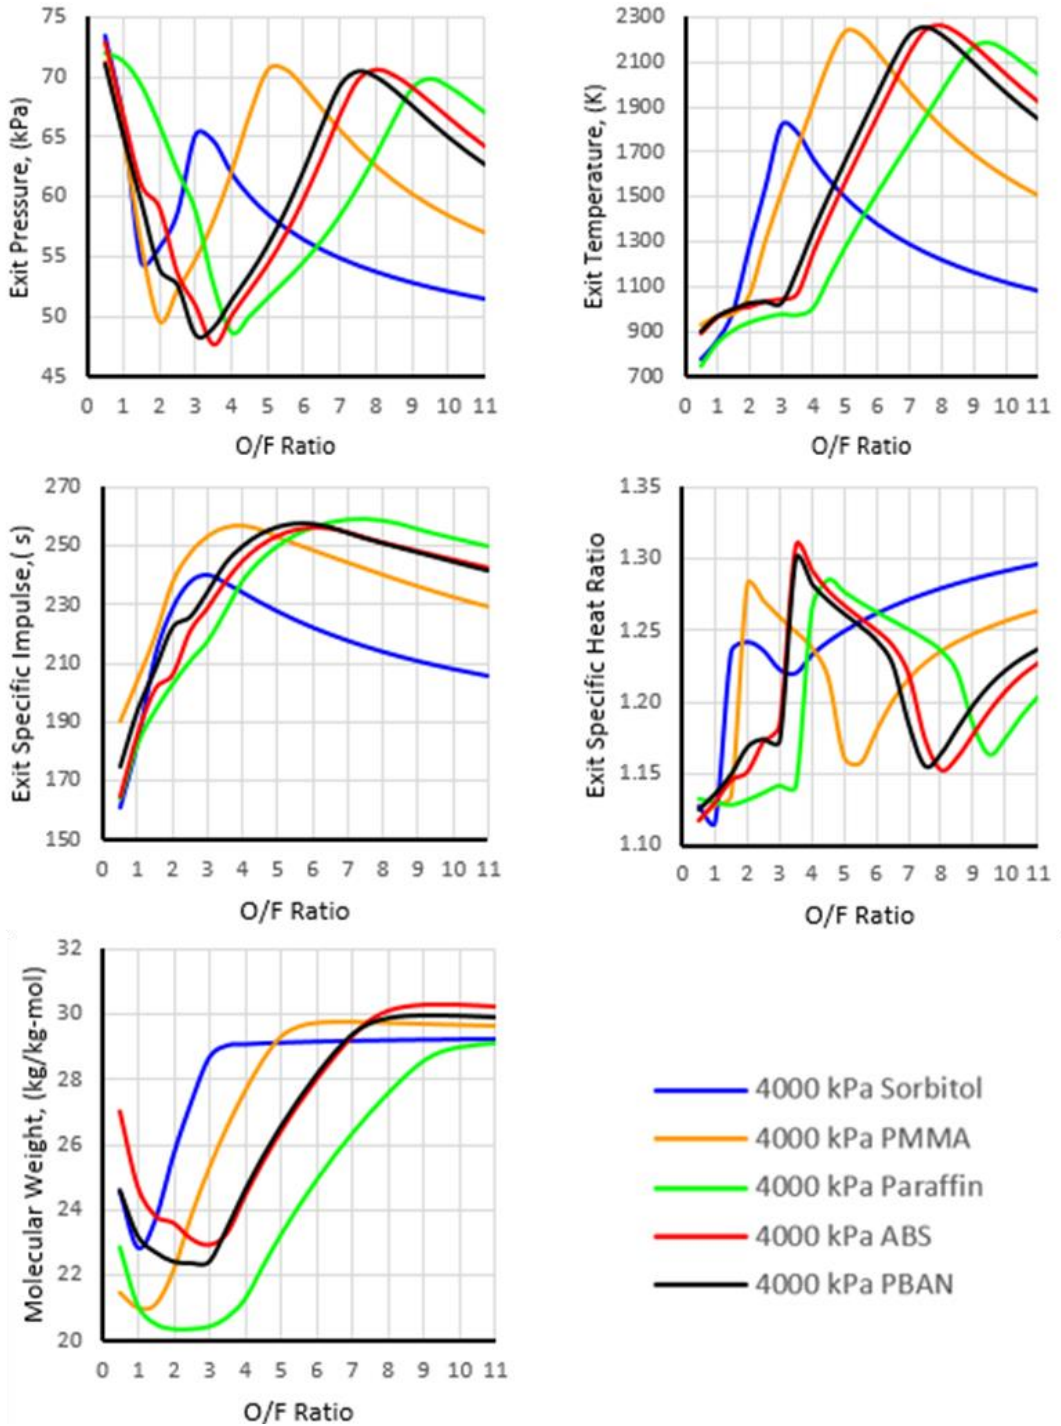 Exit Pressure, (kPa)
75
70
65
60
55
50
45
0 1 2 3 4 5 6 7 8 9 10 11
O/F Ratio
Exit Temperature, (K)
2300
2100
1900
1700
1500
1300
1100
900
700
0 1 2 3 4 5 6 7 8 9 10 11
O/F Ratio
Exit Specific Impulse,( s)
270
250
230
210
190
170
150
0 1 2 3 4 5 6 7 8 9 10 11
O/F Ratio
Exit Specific Heat Ratio
1.35
1.30
1.25
1.20
1.15
1.10
0 1 2 3 4 5 6 7 8 9 10 11
O/F Ratio
Molecular Weight, (kg/kg-mol)
32
30
28
26
24
22
20
0 1 2 3 4 5 6 7 8 9 10 11
O/F Ratio
4000 kPa Sorbitol
4000 kPa PMMA
4000 kPa Paraffin
4000 kPa ABS
4000 kPa PBAN